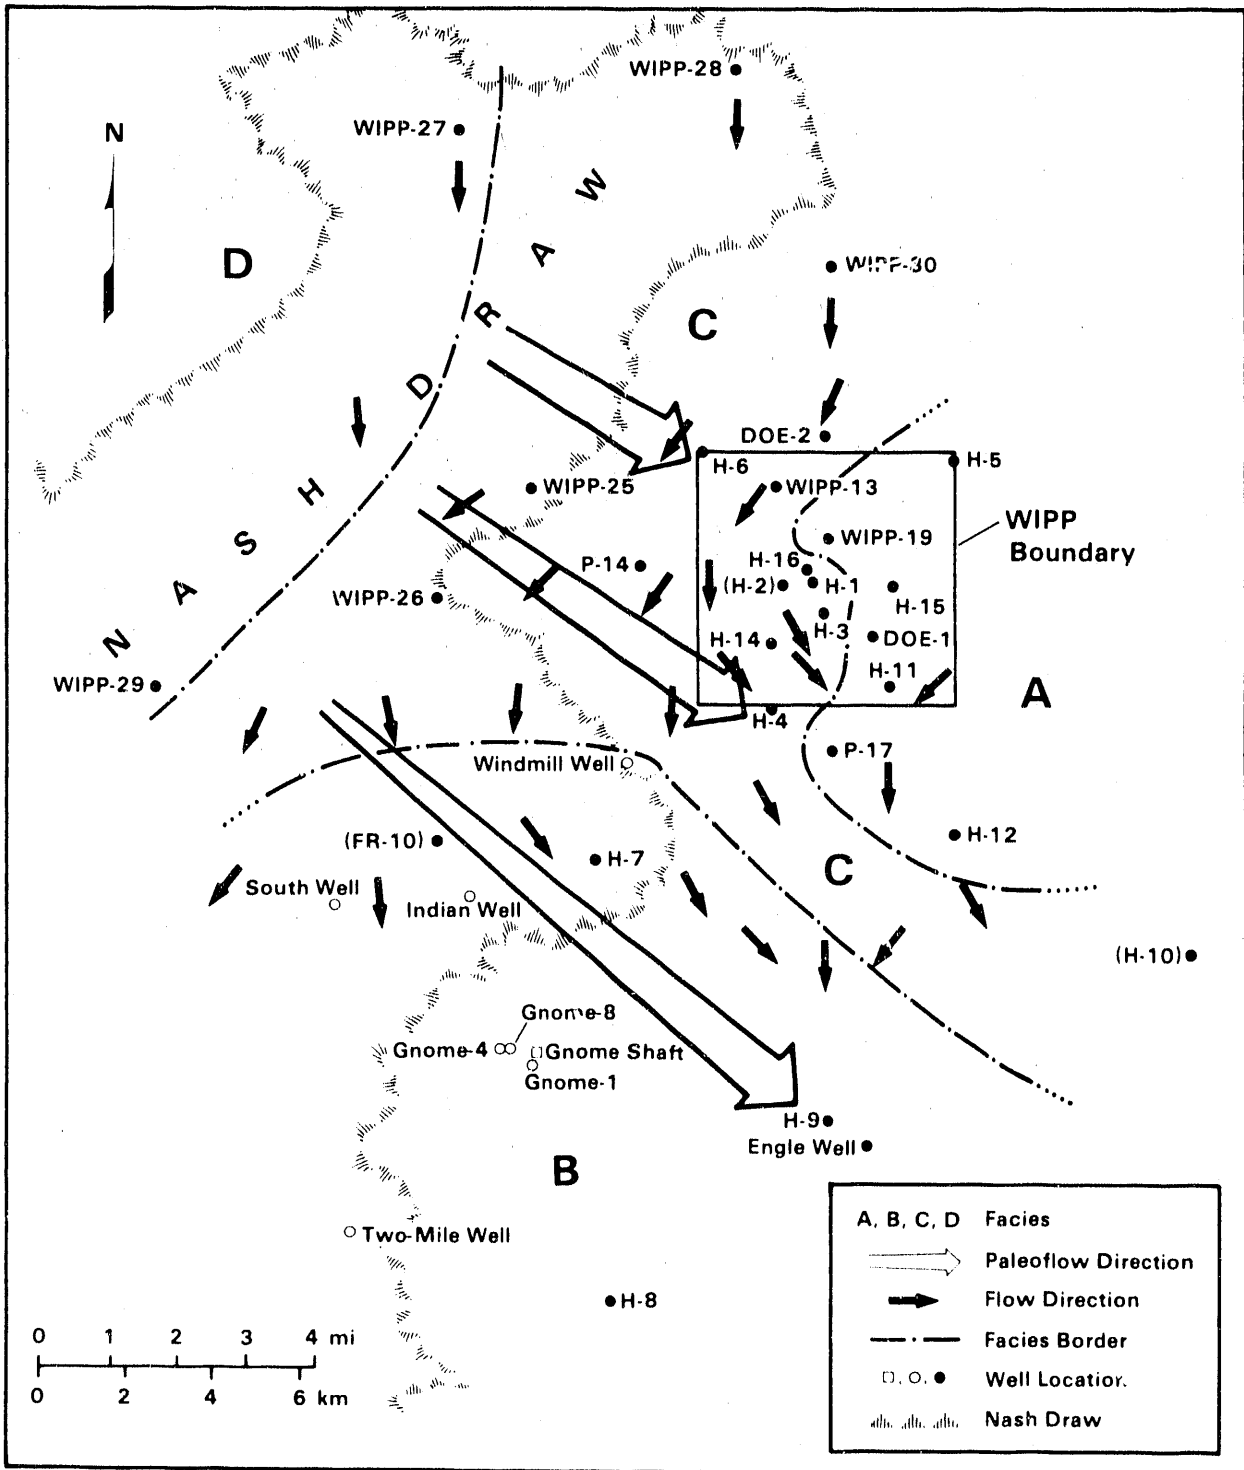 WIPP-28
WIPP-27
N
W
A
R
D
H
S
A
N
D
WIPP-30
C
DOE-2
H-6
H-5
WIPP-25
WIPP-13
WIPP
Boundary
WIPP-19
P-14
H-16
(H-2)
H-1
H-15
WIPP-26
H-3
H-14
DOE-1
H-11
WIPP-29
A
H-4
P-17
Windmill Well
(FR-10)
H-12
H-7
C
South Well
Indian Well
(H-10)
Gnome-8
Gnome-4
Gnome Shaft
Gnome-1
H-9
Engle Well
B
Two-Mile Well
H-8
A, B, C, D Facies
Paleoflow Direction
Flow Direction
Facies Border
Well Location
Nash Draw
0 1 2 3 4 mi
0 2 4 6 km